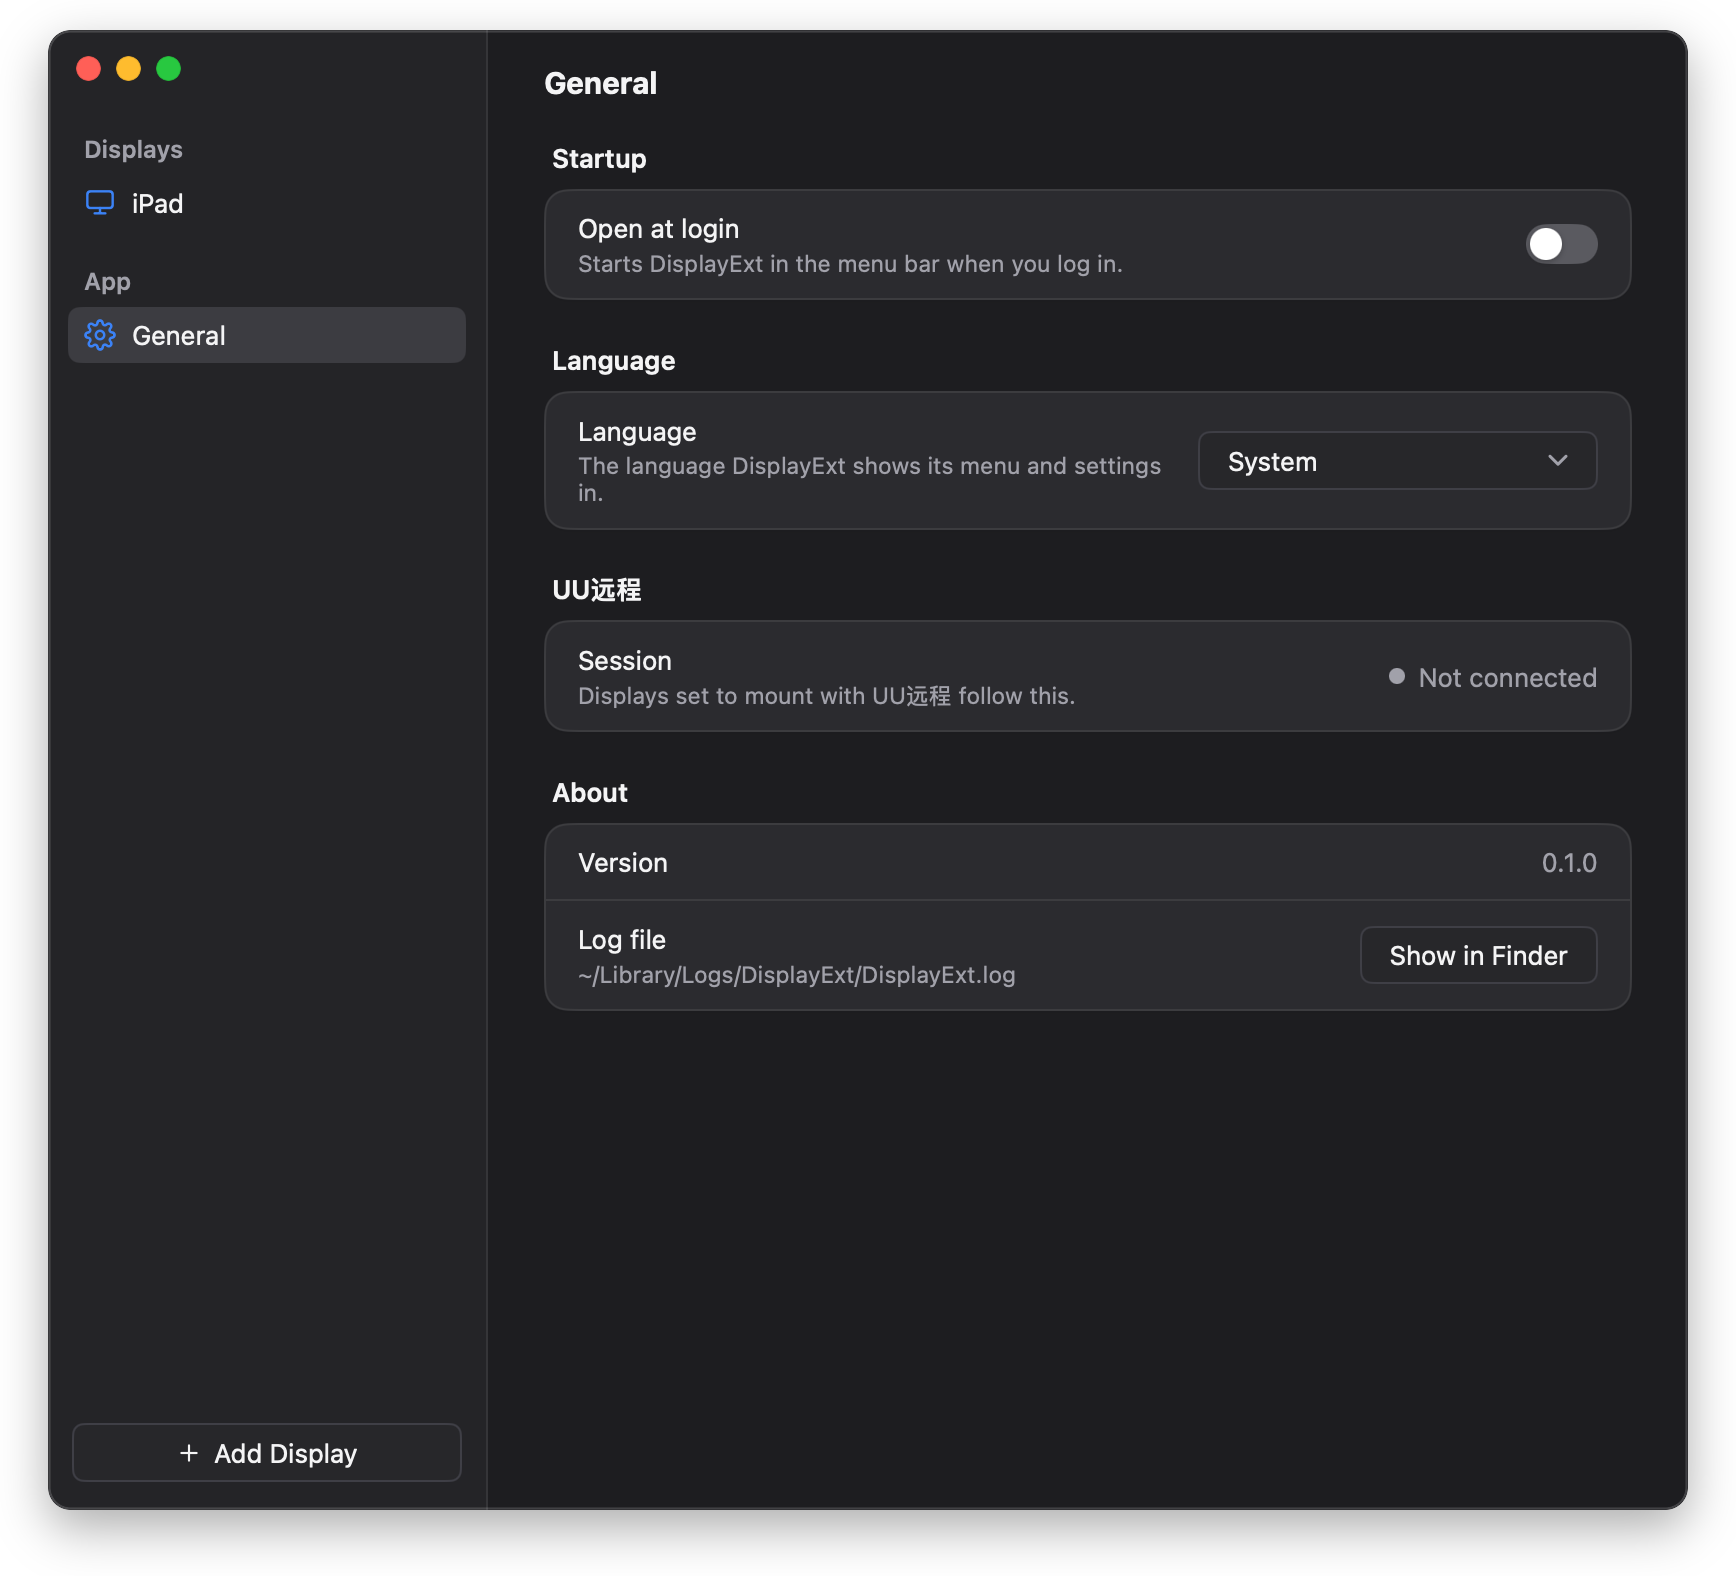 Displays
iPad
App
General
Add Display
General
Startup
Open at login
Starts DisplayExt in the menu bar when you log in.
Language
Language
The language DisplayExt shows its menu and settings
in.
System
UU远程
Session
Displays set to mount with UU远程 follow this.
Not connected
About
Version
0.1.0
Log file
~/Library/Logs/DisplayExt/DisplayExt.log
Show in Finder